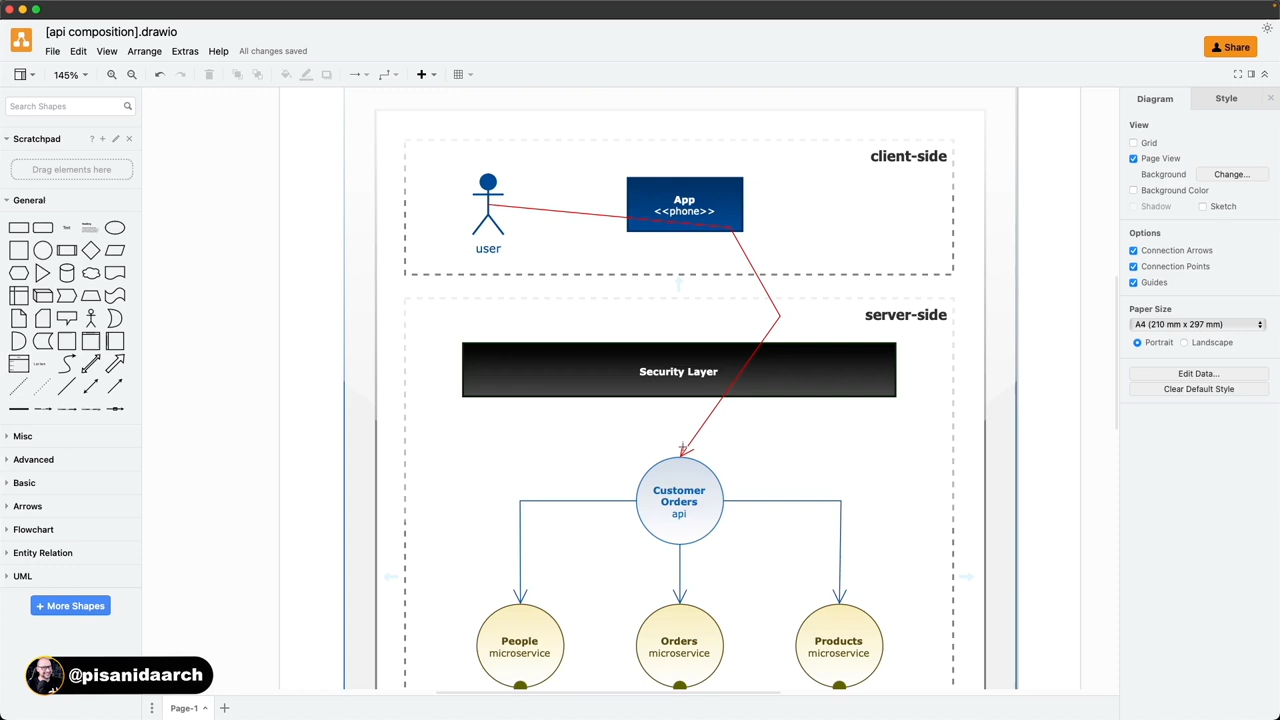 [api composition].drawio
File Edit View Arrange Extras Help All changes saved
Share
145%
Search Shapes
Scratchpad
?
Drag elements here
General
Text
Heading
List Item
Misc
Advanced
Basic
Arrows
Flowchart
Entity Relation
UML
+ More Shapes
client-side
App
<<phone>>
user
server-side
Security Layer
Customer
Orders
api
People
microservice
Orders
microservice
Products
microservice
Diagram
Style
View
Grid
Page View
Background
Change...
Background Color
Shadow
Sketch
Options
Connection Arrows
Connection Points
Guides
Paper Size
A4 (210 mm x 297 mm)
Portrait
Landscape
Edit Data...
Clear Default Style
@pisanidaarch
Page-1